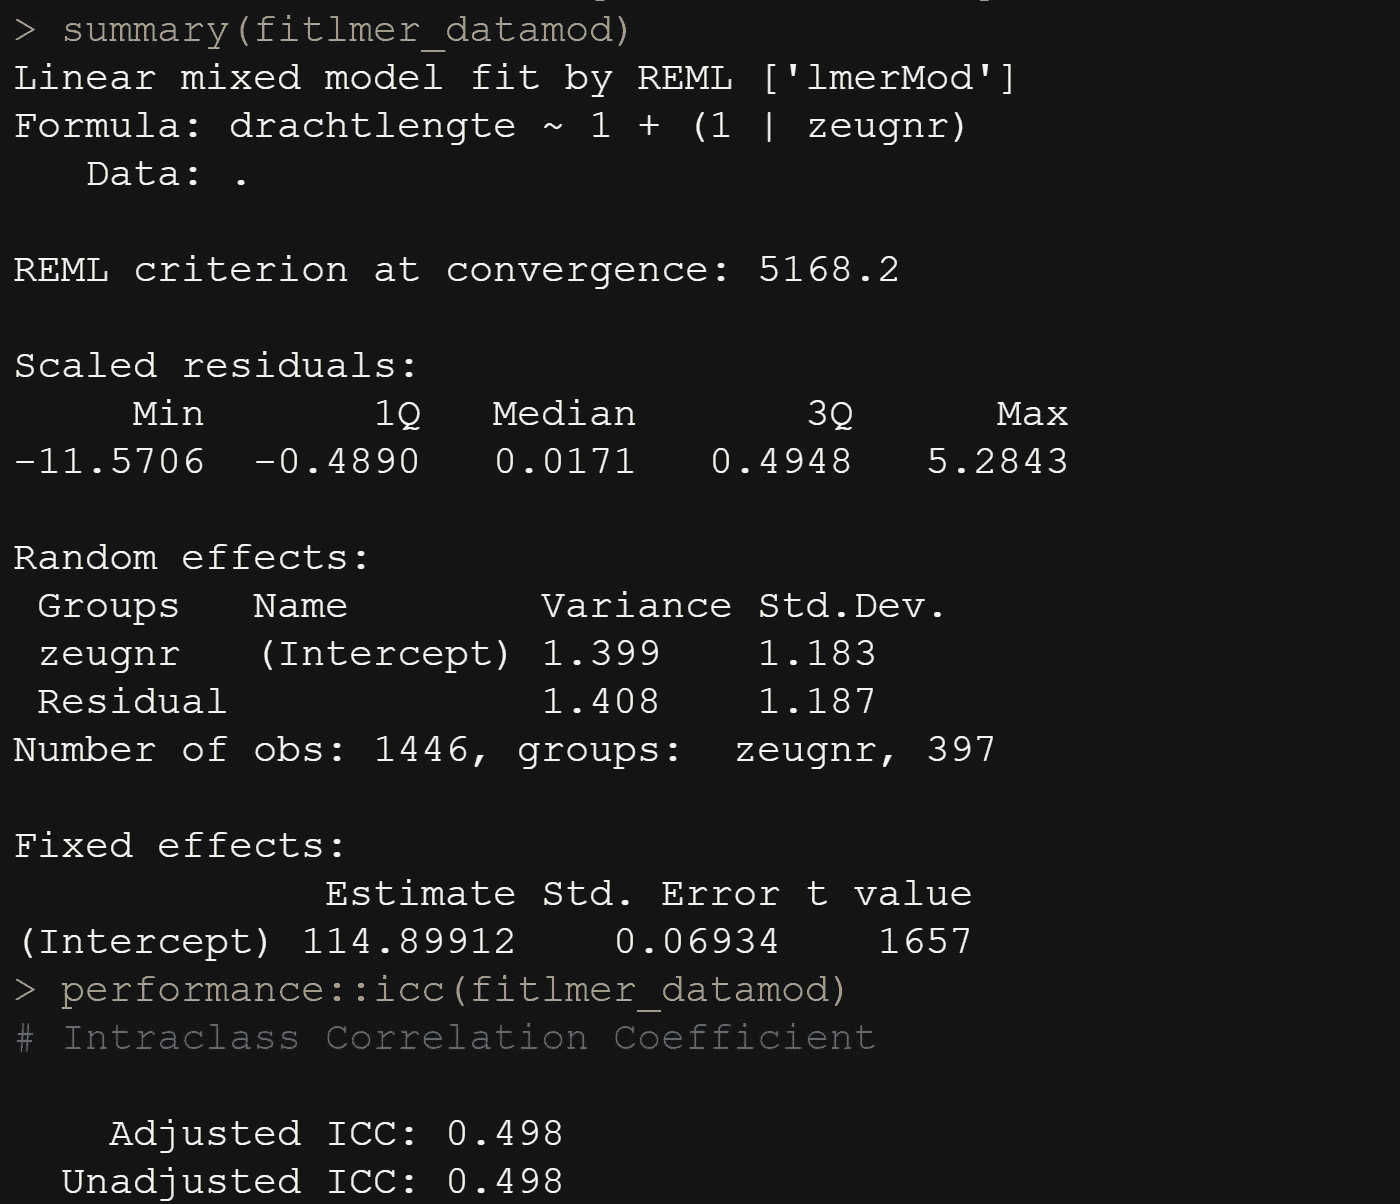 > summary(fitlmer_datamod)
Linear mixed model fit by REML ['lmerMod']
Formula: drachtlengte ~ 1 + (1 | zeugnr)
   Data: .
REML criterion at convergence: 5168.2
Scaled residuals:
     Min       1Q   Median       3Q      Max
-11.5706  -0.4890   0.0171   0.4948   5.2843
Random effects:
 Groups   Name        Variance Std.Dev.
 zeugnr   (Intercept) 1.399    1.183
 Residual             1.408    1.187
Number of obs: 1446, groups:  zeugnr, 397
Fixed effects:
             Estimate Std. Error t value
(Intercept) 114.89912    0.06934    1657
> performance::icc(fitlmer_datamod)
# Intraclass Correlation Coefficient
    Adjusted ICC: 0.498
  Unadjusted ICC: 0.498